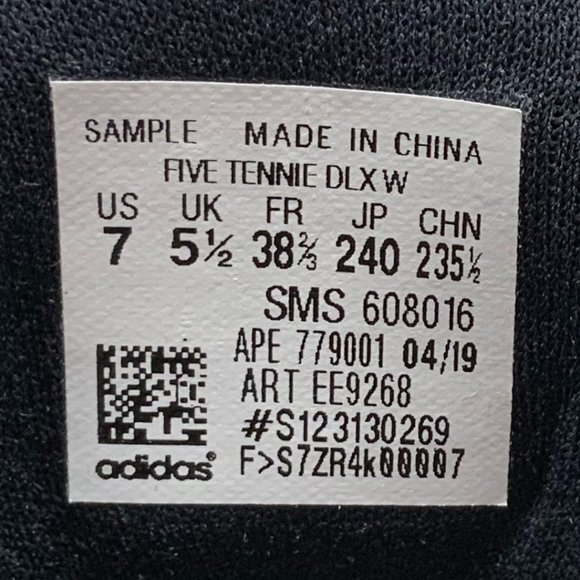 SAMPLE MADE IN CHINA
FIVE TENNIE DLX W
US UK FR JP CHN
7 5½ 38⅔ 240 235½
SMS 608016
APE 779001 04/19
ART EE9268
#S123130269
adidas® F>S7ZR4k00007